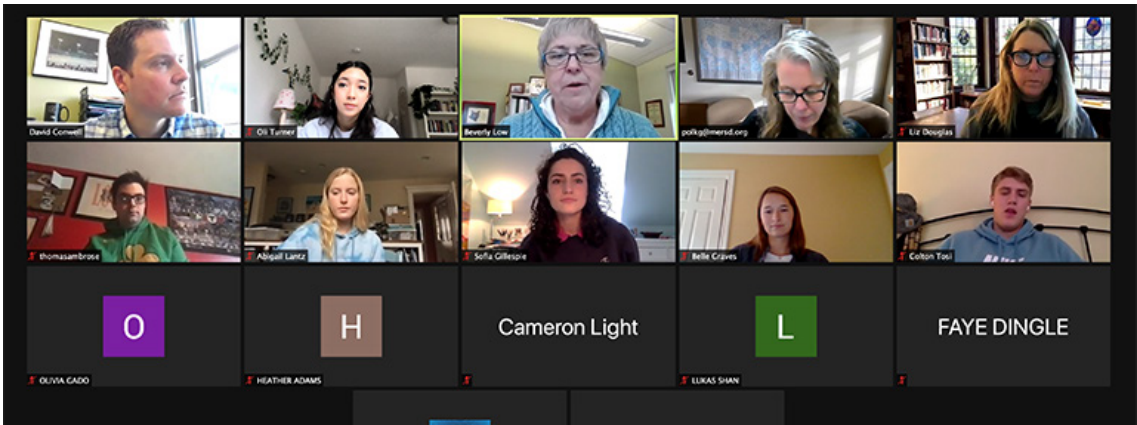 David Conwell
Oli Turner
Beverly Low
polkg@mersd.org
Liz Douglas
thomasambrose
Abigail Lantz
Sofia Gillespie
Belle Graves
Colton Tosi
O
H
Cameron Light
L
FAYE DINGLE
OLIVIA GADO
HEATHER ADAMS
LUKAS SHAN